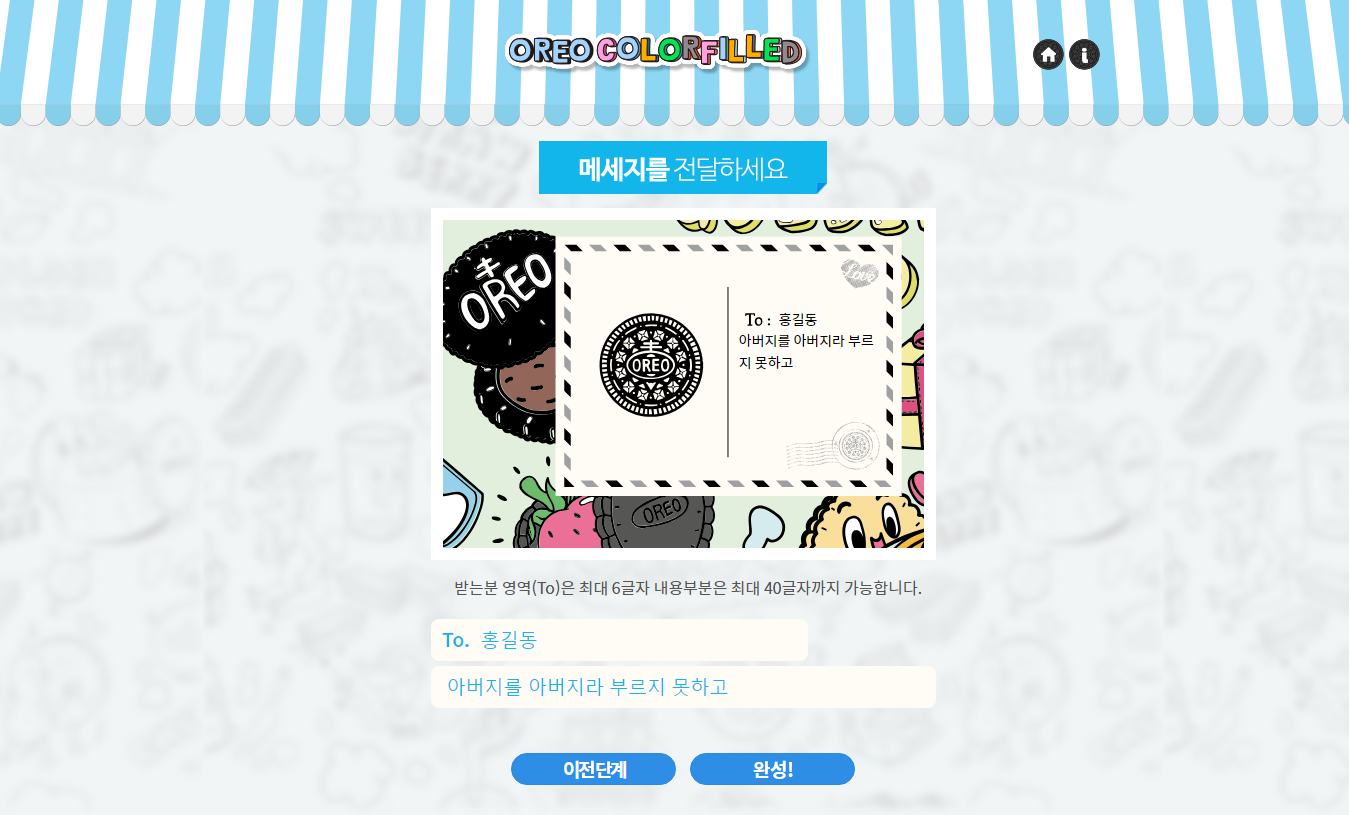 OREO COLORFILLED
메세지를 전달하세요
OREO
Love
To : 홍길동
아버지를 아버지라 부르
지 못하고
OREO
OREO
받는분 영역(To)은 최대 6글자 내용부분은 최대 40글자까지 가능합니다.
To. 홍길동
아버지를 아버지라 부르지 못하고
이전단계
완성!